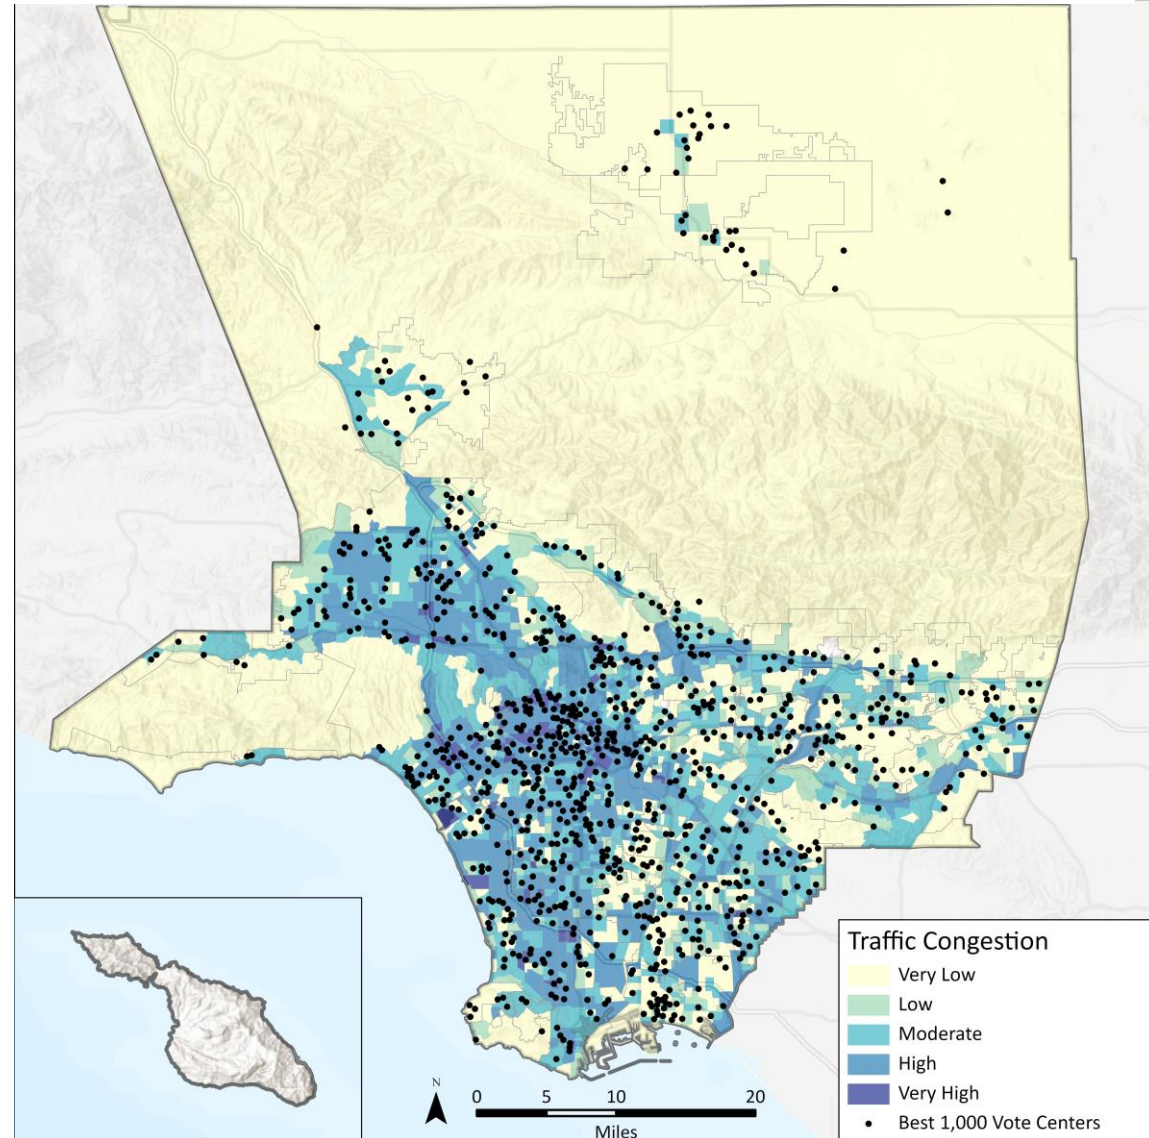 Traffic Congestion
Very Low
Low
Moderate
High
Very High
Best 1,000 Vote Centers
N
0 5 10 20
Miles